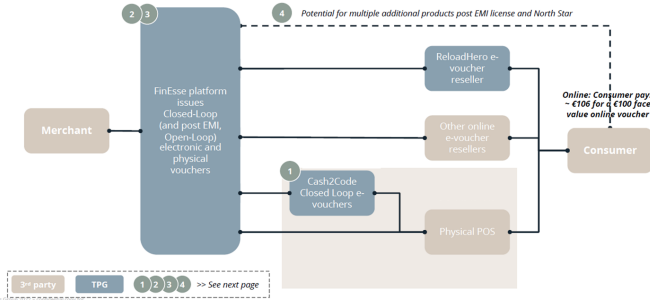 2 3
4
Potential for multiple additional products post EMI license and North Star
ReloadHero e-
voucher
reseller
FinEsse platform
issues
Closed-Loop
(and post EMI,
Open-Loop)
electronic and
physical
vouchers
Online: Consumer pay
~ €106 for a €100 face
value online voucher
Merchant
Other online
e-voucher
resellers
Consumer
1
Cash2Code
Closed Loop e-
vouchers
Physical POS
3rd party
TPG
1 2 3 4
>> See next page